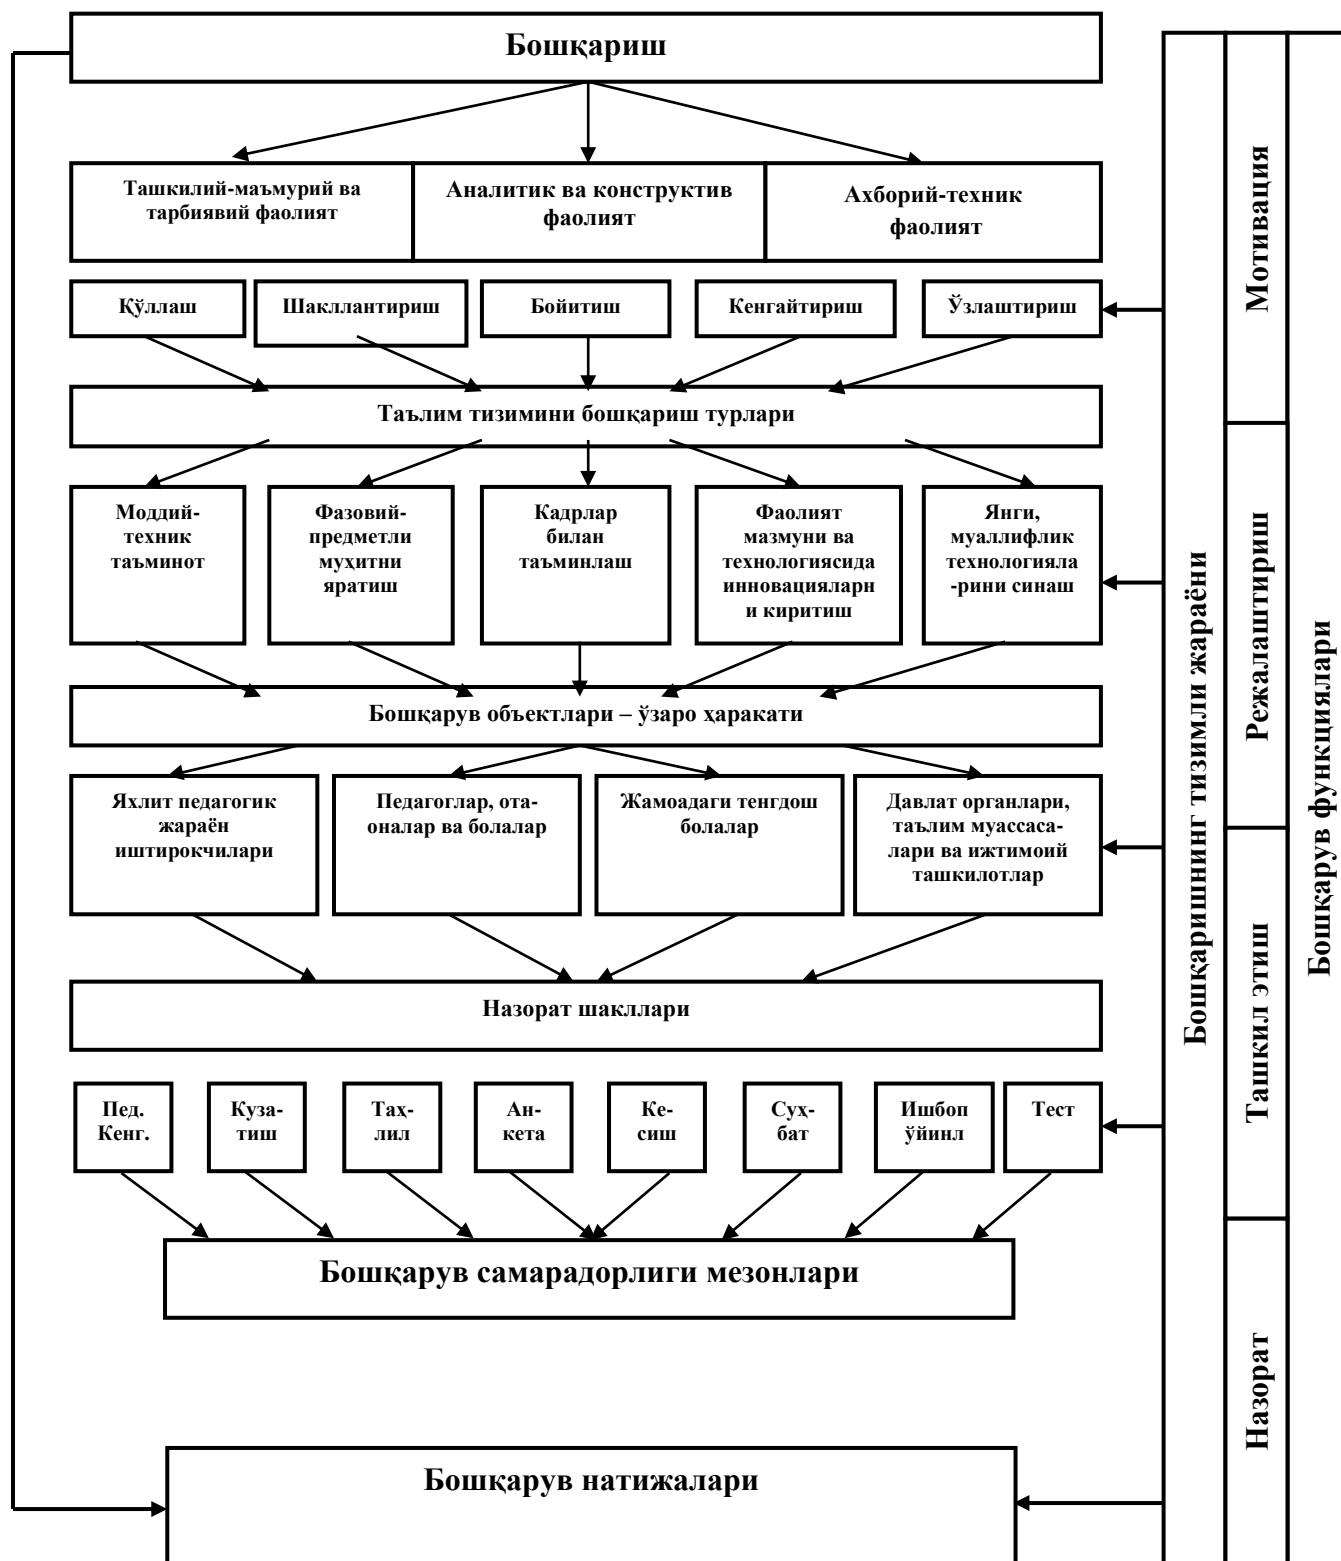 Бошқариш
Ташкилий-маъмурий ва
тарбиявий фаолият
Аналитик ва конструктив
фаолият
Ахборий-техник
фаолият
Қўллаш
Шакллантириш
Бойитиш
Кенгайтириш
Ўзлаштириш
Таълим тизимини бошқариш турлари
Моддий-
техник
таъминот
Фазовий-
предметли
муҳитни
яратиш
Кадрлар
билан
таъминлаш
Фаолият
мазмуни ва
технологиясида
инновацияларн
и киритиш
Янги,
муаллифлик
технологияла
-рини синаш
Бошқарув объектлари – ўзаро ҳаракати
Яхлит педагогик
жараён
иштирокчилари
Педагоглар, ота-
оналар ва болалар
Жамоадаги тенгдош
болалар
Давлат органлари,
таълим муассаса-
лари ва ижтимоий
ташкилотлар
Назорат шакллари
Пед.
Кенг.
Куза-
тиш
Таҳ-
лил
Ан-
кета
Ке-
сиш
Суҳ-
бат
Ишбоп
ўйинл
Тест
Бошқарув самарадорлиги мезонлари
Бошқарув натижалари
Бошқаришнинг тизимли жараёни
Мотивация
Режалаштириш
Ташкил этиш
Назорат
Бошқарув функциялари